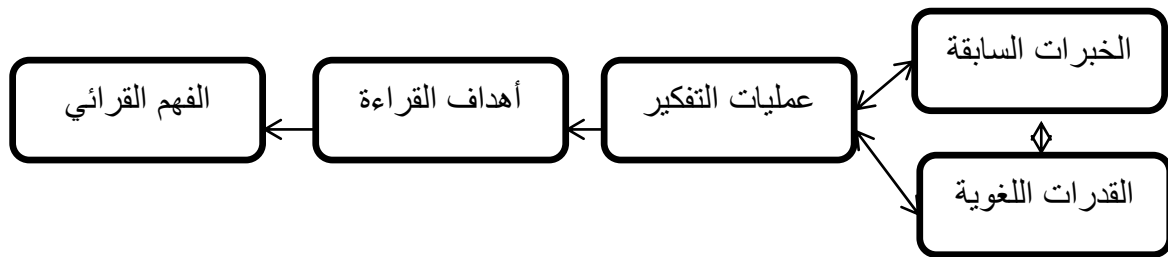 الخبرات السابقة
عمليات التفكير
أهداف القراءة
الفهم القرائي
القدرات اللغوية